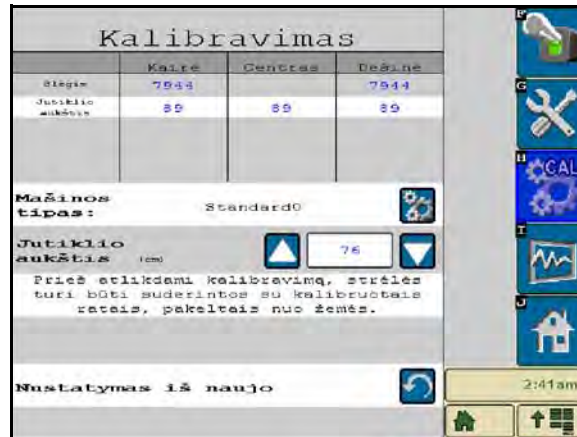 Kalibravimas
Kairė Centras Dešinė
Slėgis 7944 7944
Jutiklio
aukštis 89 89 89
Mašinos
tipas: Standard0
Jutiklio
aukštis (cm) 76
Prieš atlikdami kalibravimą, strėlės
turi būti suderintos su kalibruotais
ratais, pakeltais nuo žemės.
Nustatymas iš naujo
F
G
H
CAL
I
J
2:41am